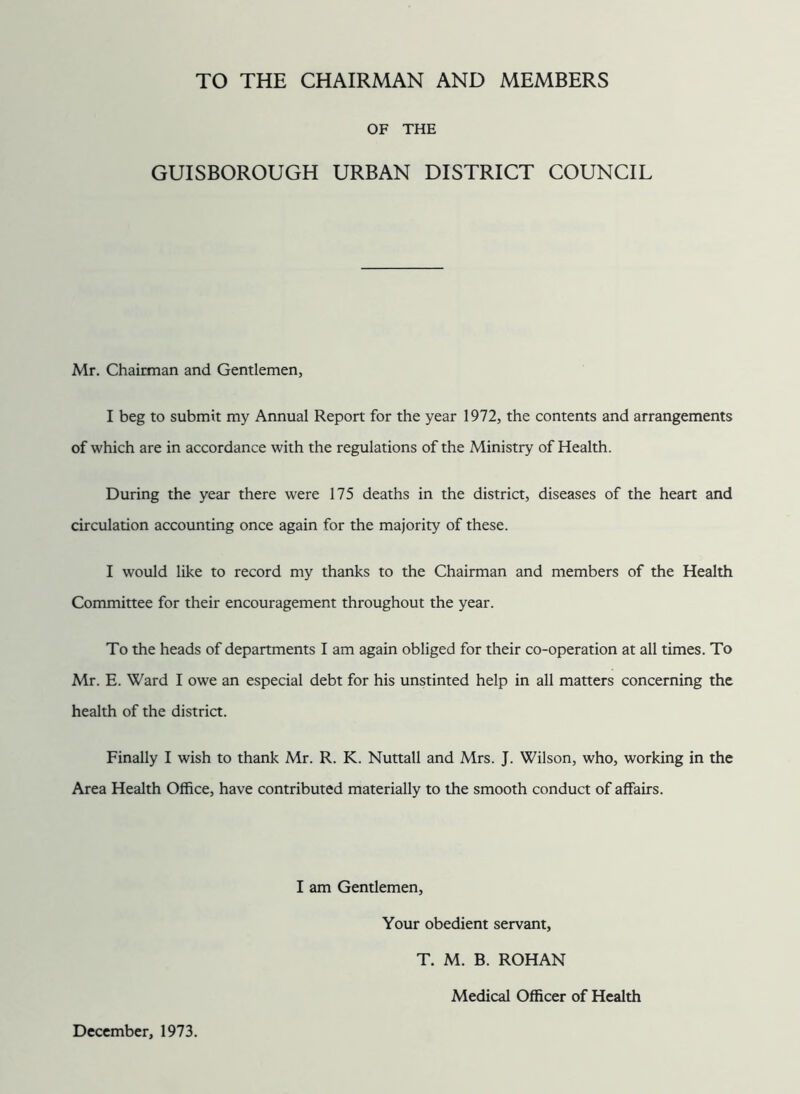 TO THE CHAIRMAN AND MEMBERS
OF THE
GUISBOROUGH URBAN DISTRICT COUNCIL
Mr. Chairman and Gentlemen,
I beg to submit my Annual Report for the year 1972, the contents and arrangements
of which are in accordance with the regulations of the Ministry of Health.
During the year there were 175 deaths in the district, diseases of the heart and
circulation accounting once again for the majority of these.
I would like to record my thanks to the Chairman and members of the Health
Committee for their encouragement throughout the year.
To the heads of departments I am again obliged for their co-operation at all times. To
Mr. E. Ward I owe an especial debt for his unstinted help in all matters concerning the
health of the district.
Finally I wish to thank Mr. R. K. Nuttall and Mrs. J. Wilson, who, working in the
Area Health Office, have contributed materially to the smooth conduct of affairs.
I am Gentlemen,
Your obedient servant,
T. M. B. ROHAN
Medical Officer of Health
December, 1973.